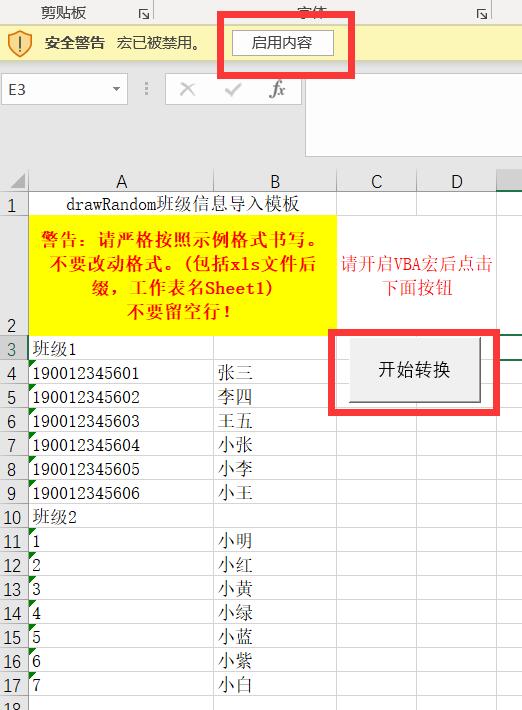 剪贴板
字体
安全警告 宏已被禁用。 启用内容
E3 fx
A B C D
1 drawRandom班级信息导入模板
警告：请严格按照示例格式书写。
不要改动格式。(包括xls文件后
缀，工作表名Sheet1)
不要留空行！
请开启VBA宏后点击
下面按钮
2
3 班级1
开始转换
4 190012345601 张三
5 190012345602 李四
6 190012345603 王五
7 190012345604 小张
8 190012345605 小李
9 190012345606 小王
10 班级2
11 1 小明
12 2 小红
13 3 小黄
14 4 小绿
15 5 小蓝
16 6 小紫
17 7 小白
18